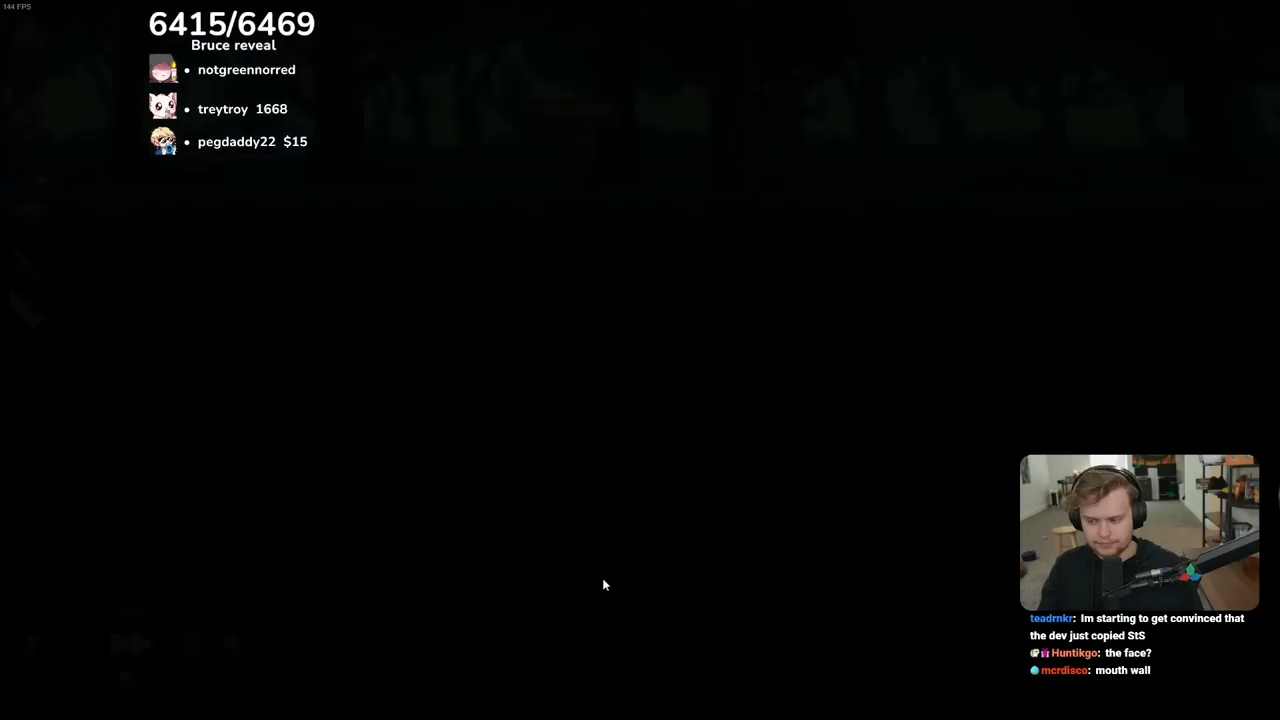 144 FPS
6415/6469
Bruce reveal
• notgreennorred
• treytroy 1668
• pegdaddy22 $15
teadrnkr: Im starting to get convinced that
the dev just copied StS
Huntikgo: the face?
mcrdisco: mouth wall